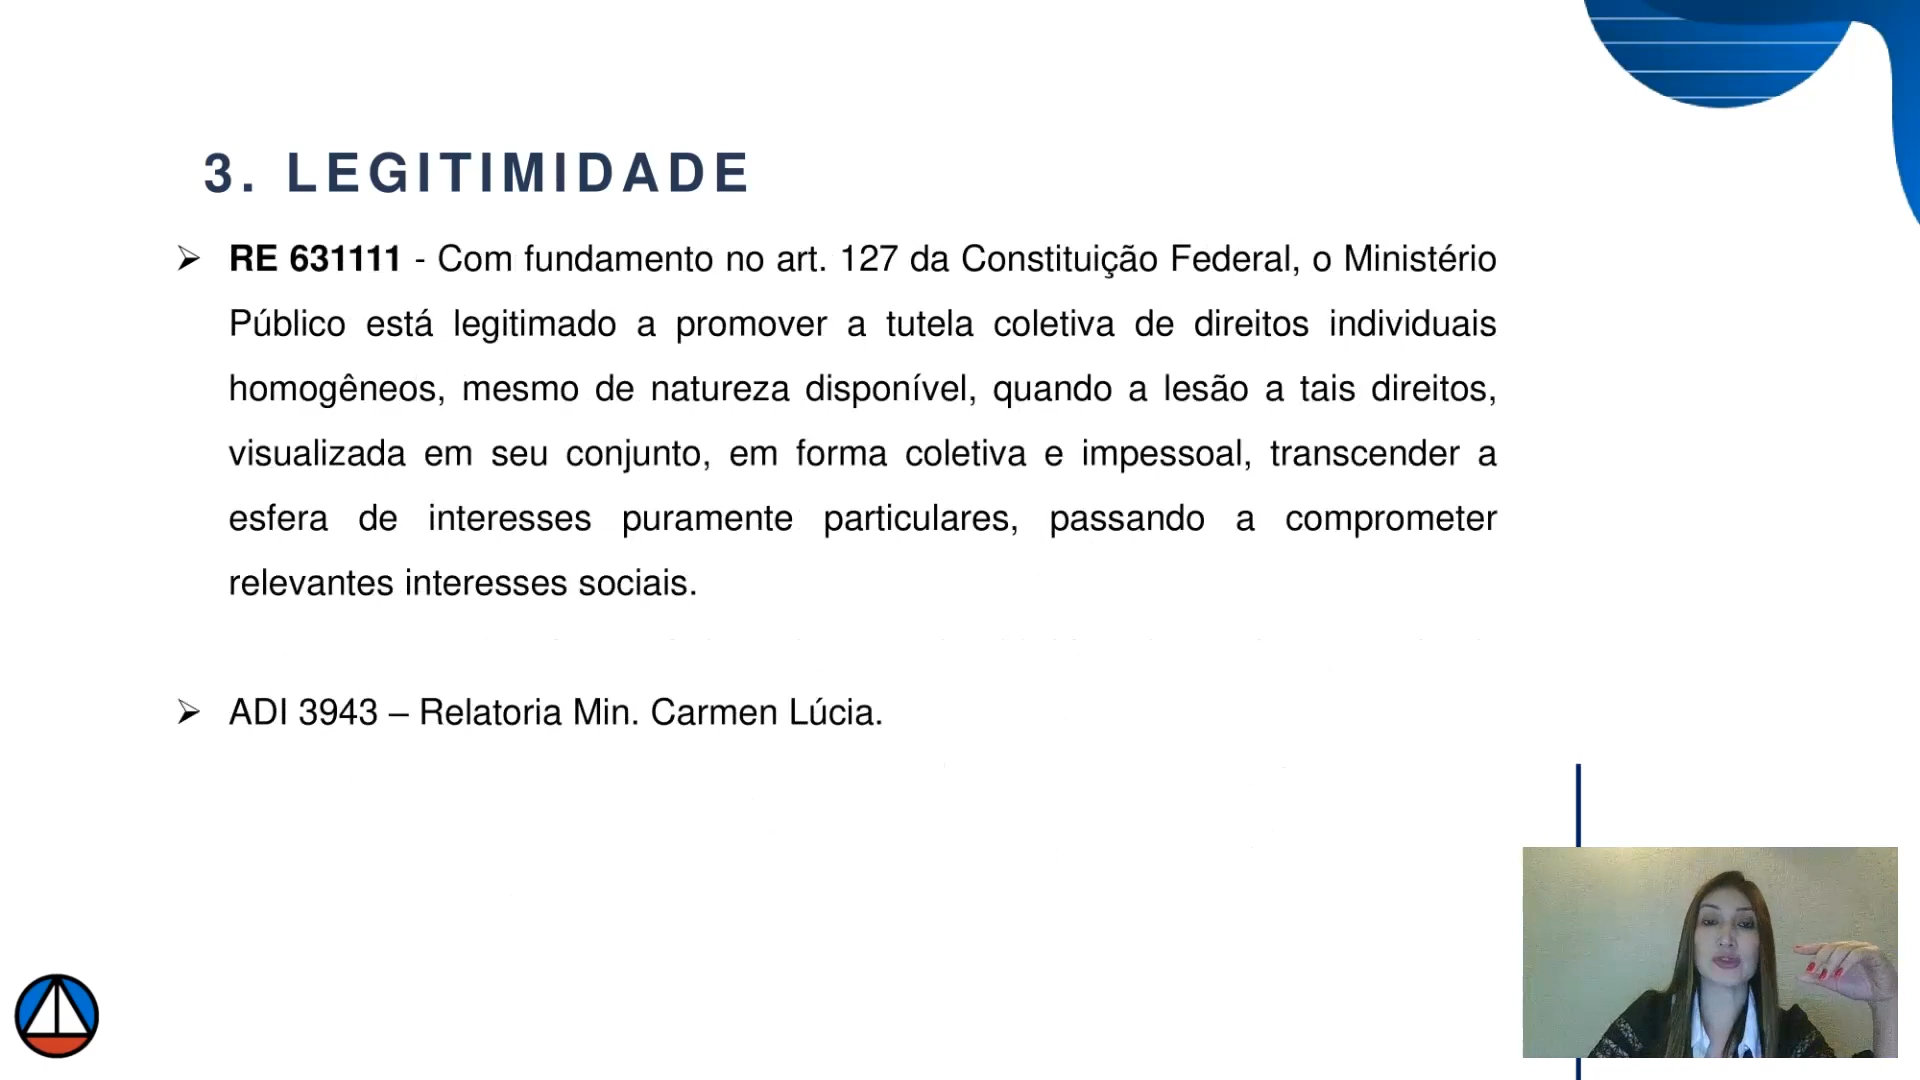 3. LEGITIMIDADE
RE 631111 - Com fundamento no art. 127 da Constituição Federal, o Ministério
Público está legitimado a promover a tutela coletiva de direitos individuais
homogêneos, mesmo de natureza disponível, quando a lesão a tais direitos,
visualizada em seu conjunto, em forma coletiva e impessoal, transcender a
esfera de interesses puramente particulares, passando a comprometer
relevantes interesses sociais.
ADI 3943 – Relatoria Min. Carmen Lúcia.